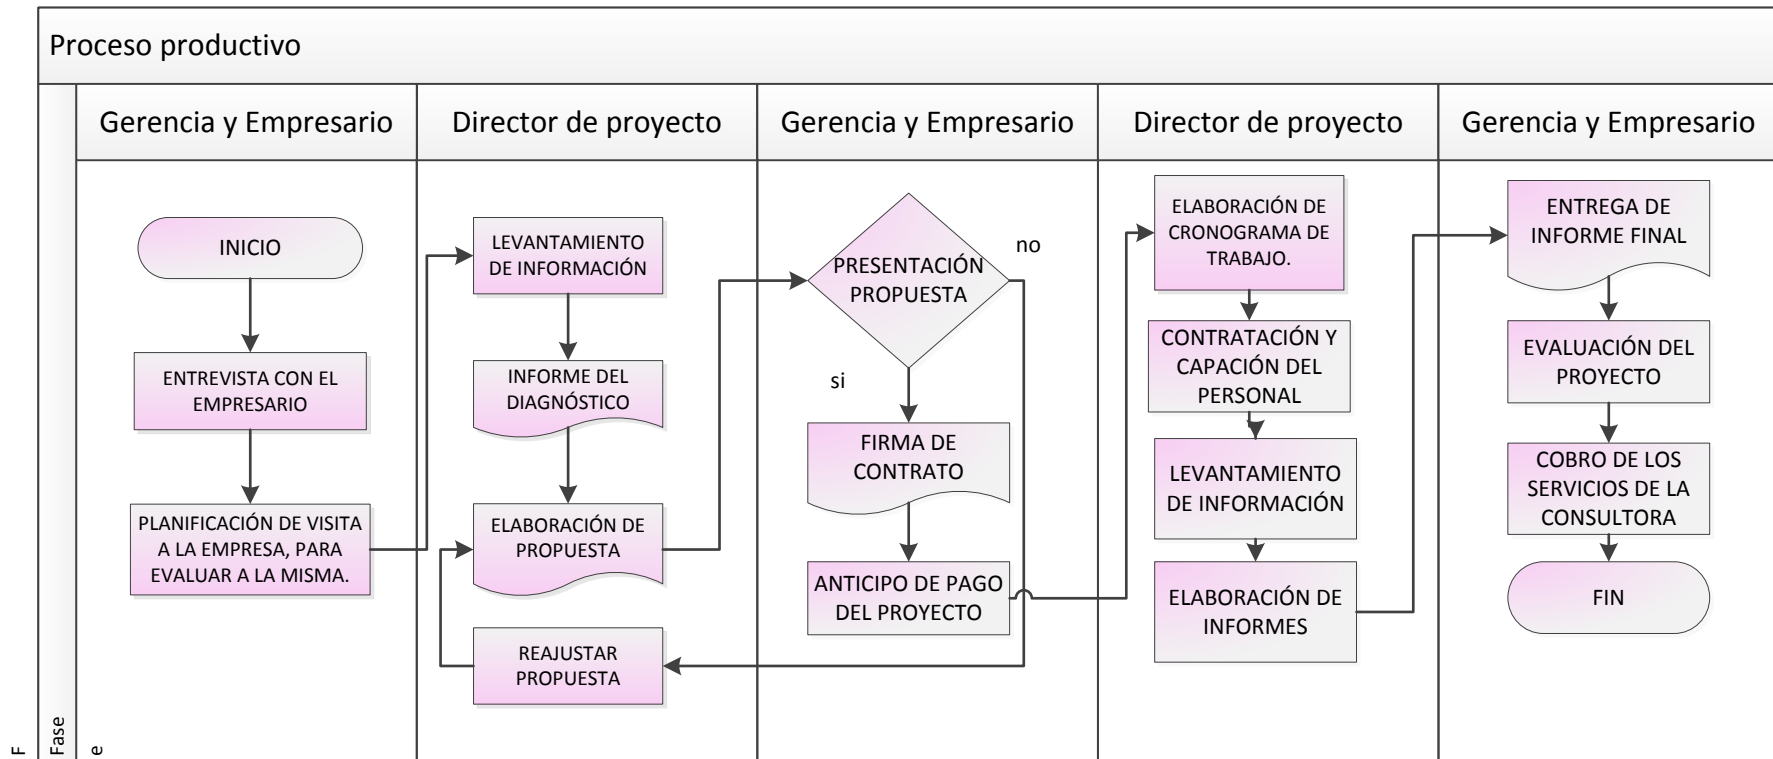 Proceso productivo
Gerencia y Empresario
Director de proyecto
Gerencia y Empresario
Director de proyecto
Gerencia y Empresario
INICIO
ENTREVISTA CON EL
EMPRESARIO
PLANIFICACIÓN DE VISITA
A LA EMPRESA, PARA
EVALUAR A LA MISMA.
LEVANTAMIENTO
DE INFORMACIÓN
INFORME DEL
DIAGNÓSTICO
ELABORACIÓN DE
PROPUESTA
REAJUSTAR
PROPUESTA
PRESENTACIÓN
PROPUESTA
no
si
FIRMA DE
CONTRATO
ANTICIPO DE PAGO
DEL PROYECTO
ELABORACIÓN DE
CRONOGRAMA DE
TRABAJO.
CONTRATACIÓN Y
CAPACIÓN DEL
PERSONAL
LEVANTAMIENTO
DE INFORMACIÓN
ELABORACIÓN DE
INFORMES
ENTREGA DE
INFORME FINAL
EVALUACIÓN DEL
PROYECTO
COBRO DE LOS
SERVICIOS DE LA
CONSULTORA
FIN
F
Fase
e